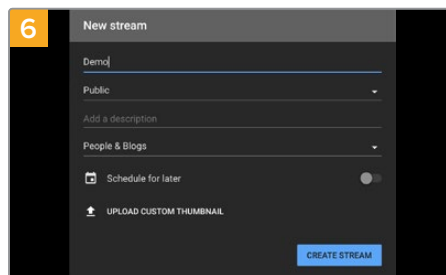 6
New stream
Demo
Public
Add a description
People & Blogs
Schedule for later
UPLOAD CUSTOM THUMBNAIL
CREATE STREAM